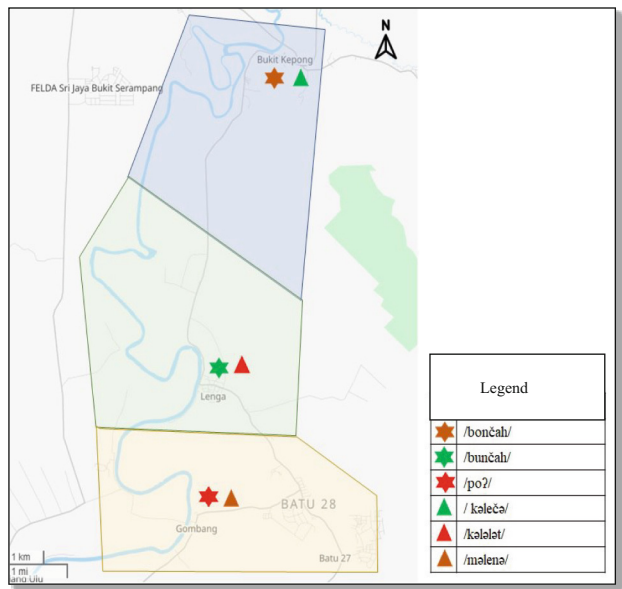 N
Bukit Kepong
FELDA Sri Jaya Bukit Serampang
Lenga
BATU 28
Gombang
Batu 27
1 km
1 mi
Legend
/bončah/
/bunčah/
/poʔ/
/ kəlečə/
/kələlət/
/məlenə/